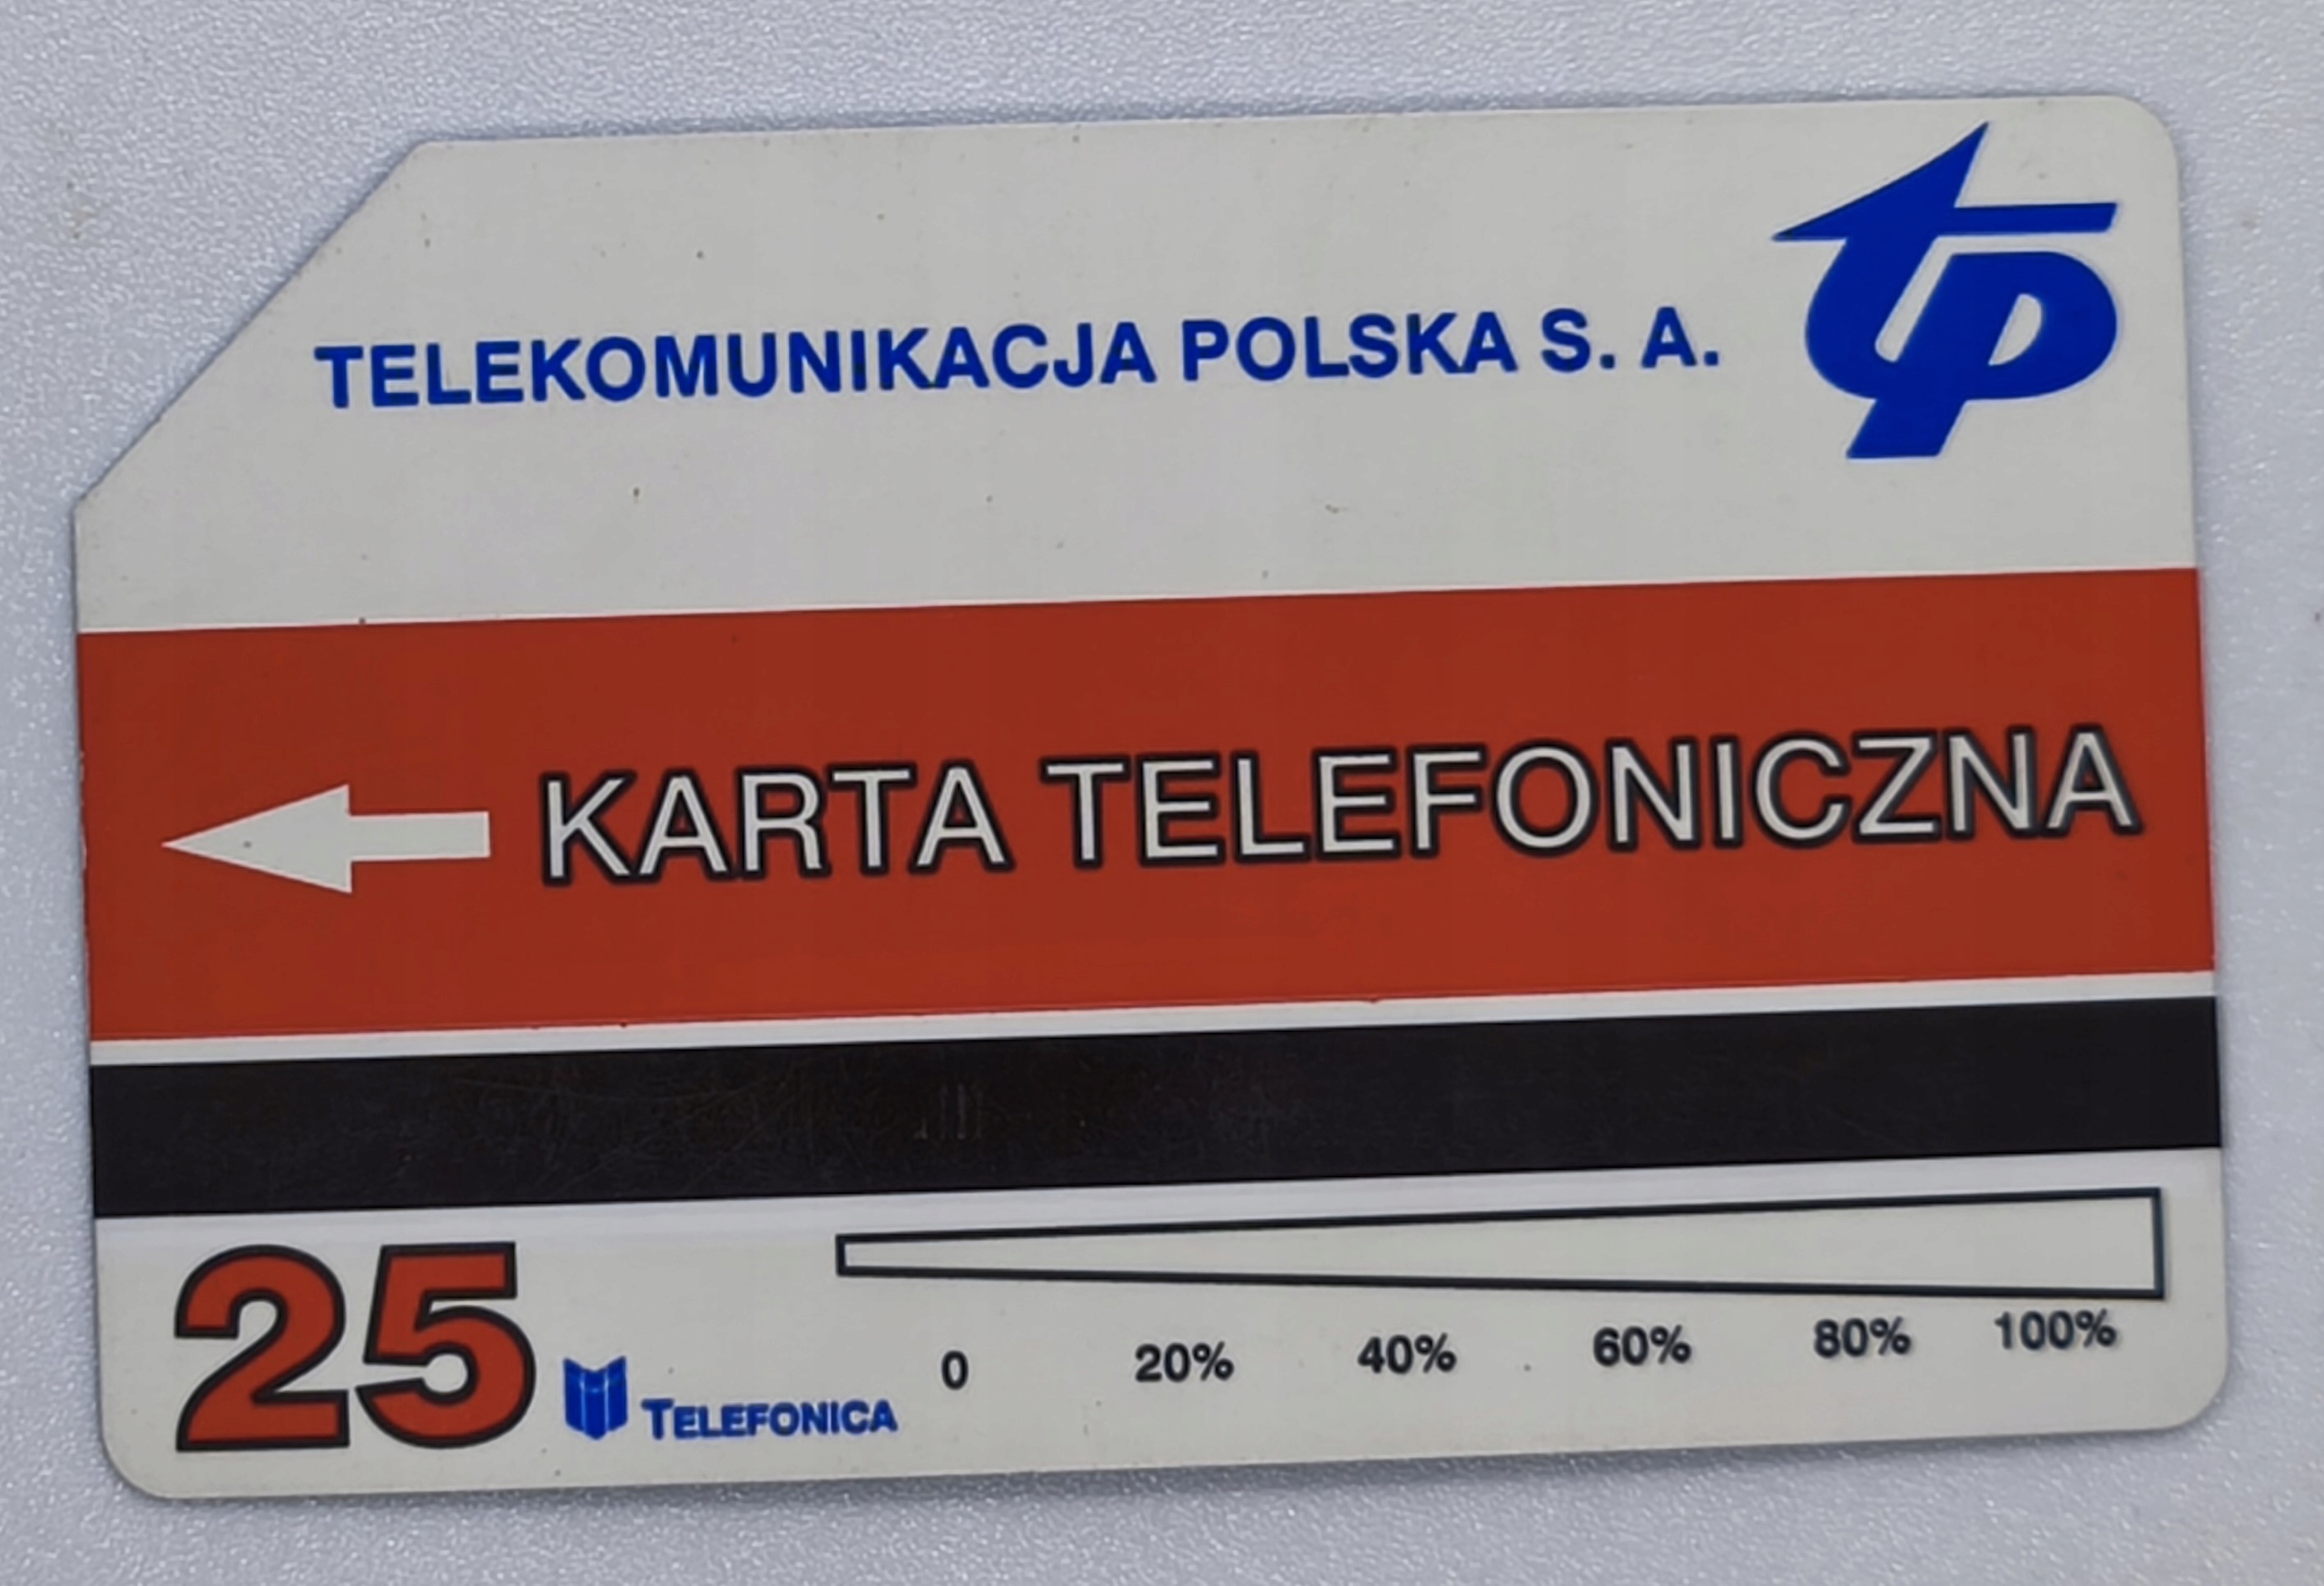 TELEKOMUNIKACJA POLSKA S. A.
tp
KARTA TELEFONICZNA
25
TELEFONICA
0 20% 40% 60% 80% 100%